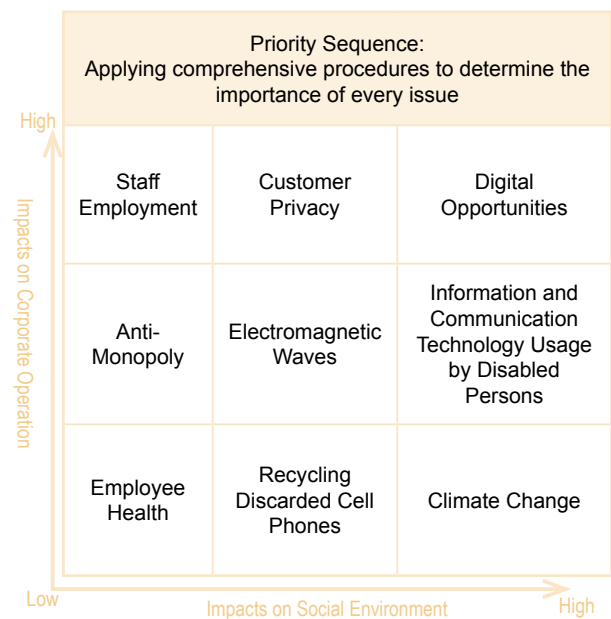 Priority Sequence:
Applying comprehensive procedures to determine the
importance of every issue
High
Impacts on Corporate Operation
Staff
Employment
Customer
Privacy
Digital
Opportunities
Anti-
Monopoly
Electromagnetic
Waves
Information and
Communication
Technology Usage
by Disabled
Persons
Employee
Health
Recycling
Discarded Cell
Phones
Climate Change
Low
Impacts on Social Environment
High